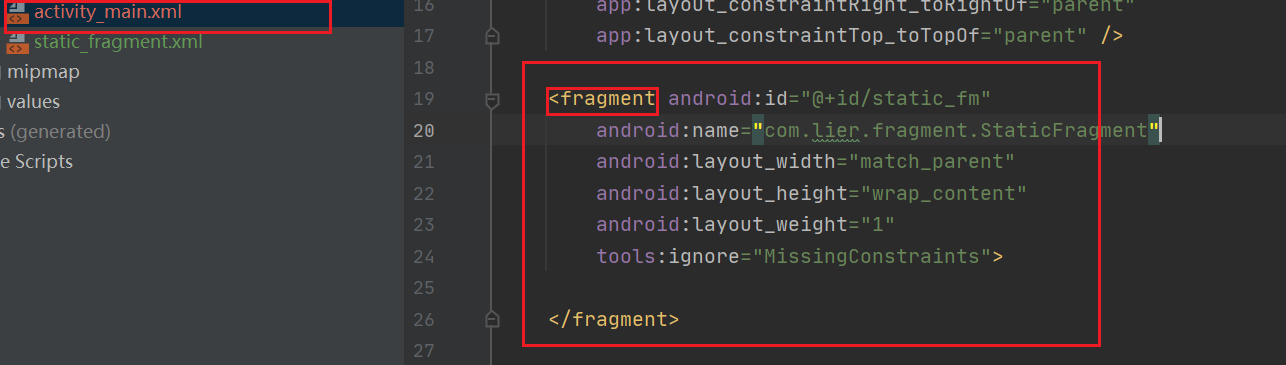 activity_main.xml
static_fragment.xml
mipmap
values
s (generated)
e Scripts
16 app:layout_constraintRight_toRightOf="parent"
17 app:layout_constraintTop_toTopOf="parent" />
18
19 <fragment android:id="@+id/static_fm"
20 android:name="com.lier.fragment.StaticFragment"
21 android:layout_width="match_parent"
22 android:layout_height="wrap_content"
23 android:layout_weight="1"
24 tools:ignore="MissingConstraints">
25
26 </fragment>
27